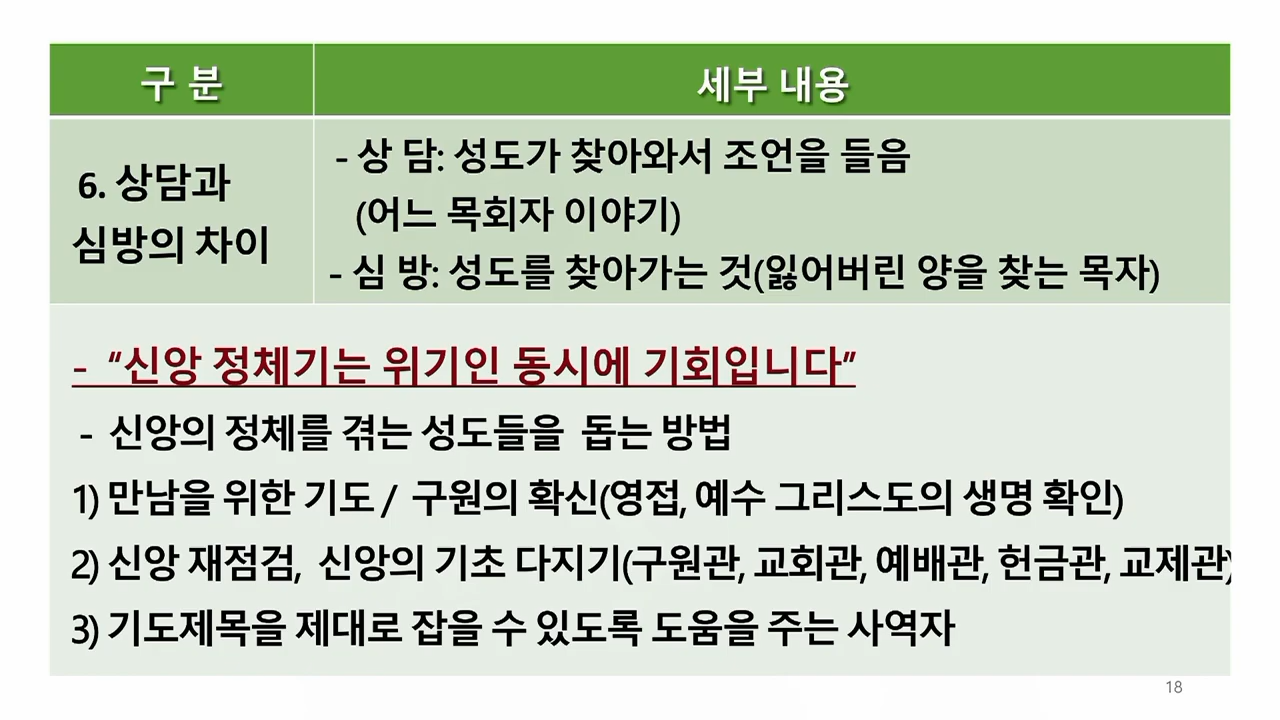 구 분
세부 내용
6. 상담과
심방의 차이
- 상 담: 성도가 찾아와서 조언을 들음
(어느 목회자 이야기)
- 심 방: 성도를 찾아가는 것(잃어버린 양을 찾는 목자)
- “신앙 정체기는 위기인 동시에 기회입니다”
- 신앙의 정체를 겪는 성도들을 돕는 방법
1) 만남을 위한 기도 / 구원의 확신(영접, 예수 그리스도의 생명 확인)
2) 신앙 재점검, 신앙의 기초 다지기(구원관, 교회관, 예배관, 헌금관, 교제관)
3) 기도제목을 제대로 잡을 수 있도록 도움을 주는 사역자
18